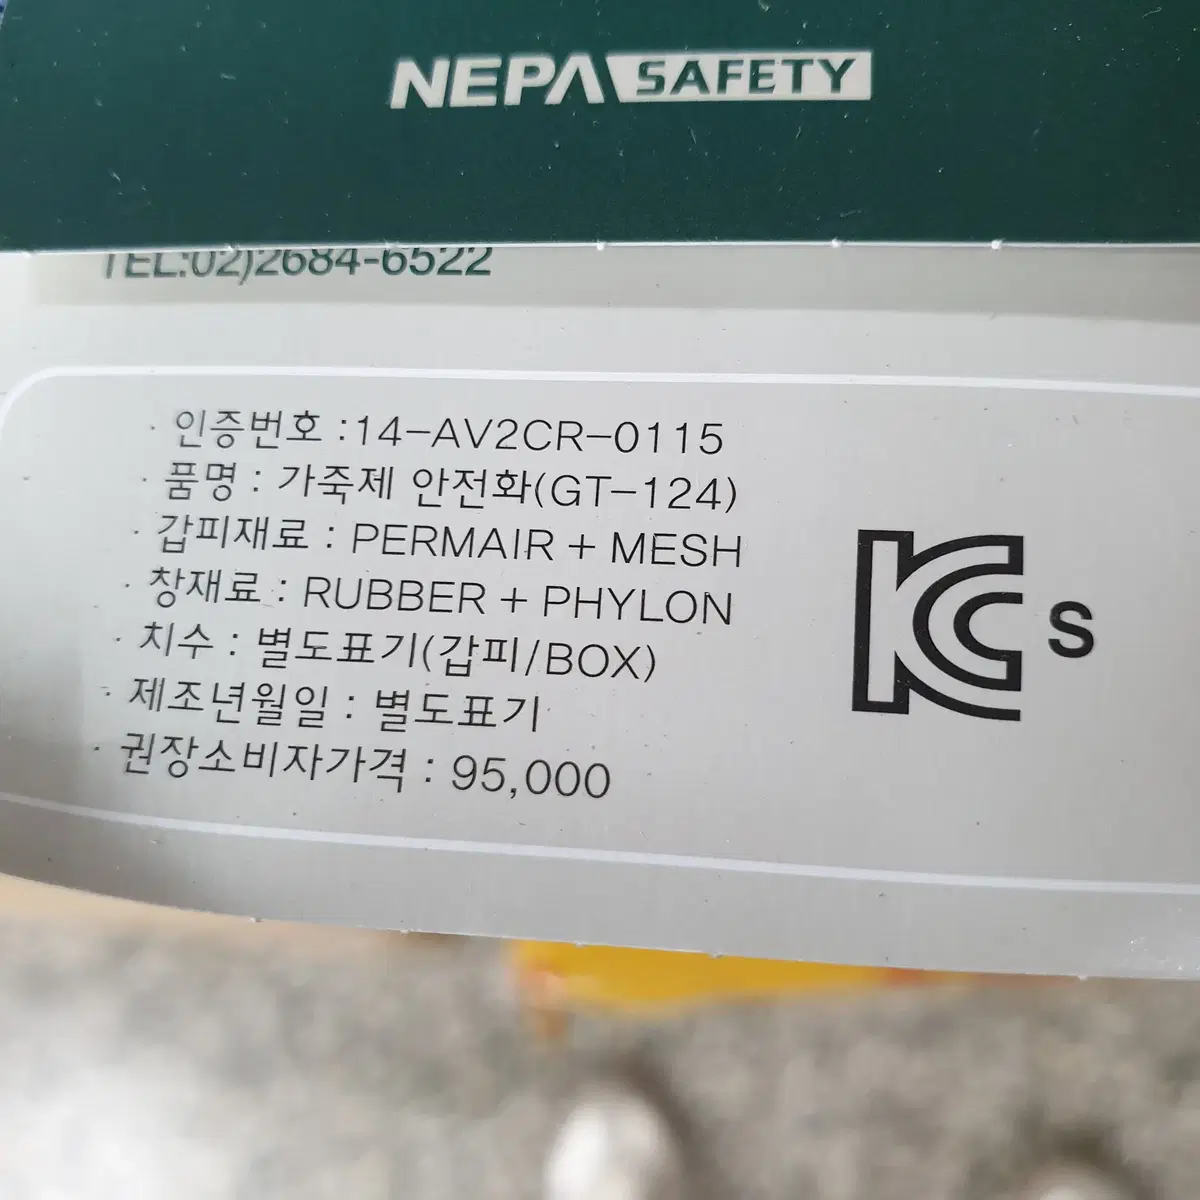 NEPA SAFETY
TEL:02)2684-6522
· 인증번호 :14-AV2CR-0115
· 품명 : 가죽제 안전화(GT-124)
· 갑피재료 : PERMAIR + MESH
· 창재료 : RUBBER + PHYLON
· 치수 : 별도표기(갑피/BOX)
· 제조년월일 : 별도표기
· 권장소비자가격 : 95,000
KC s